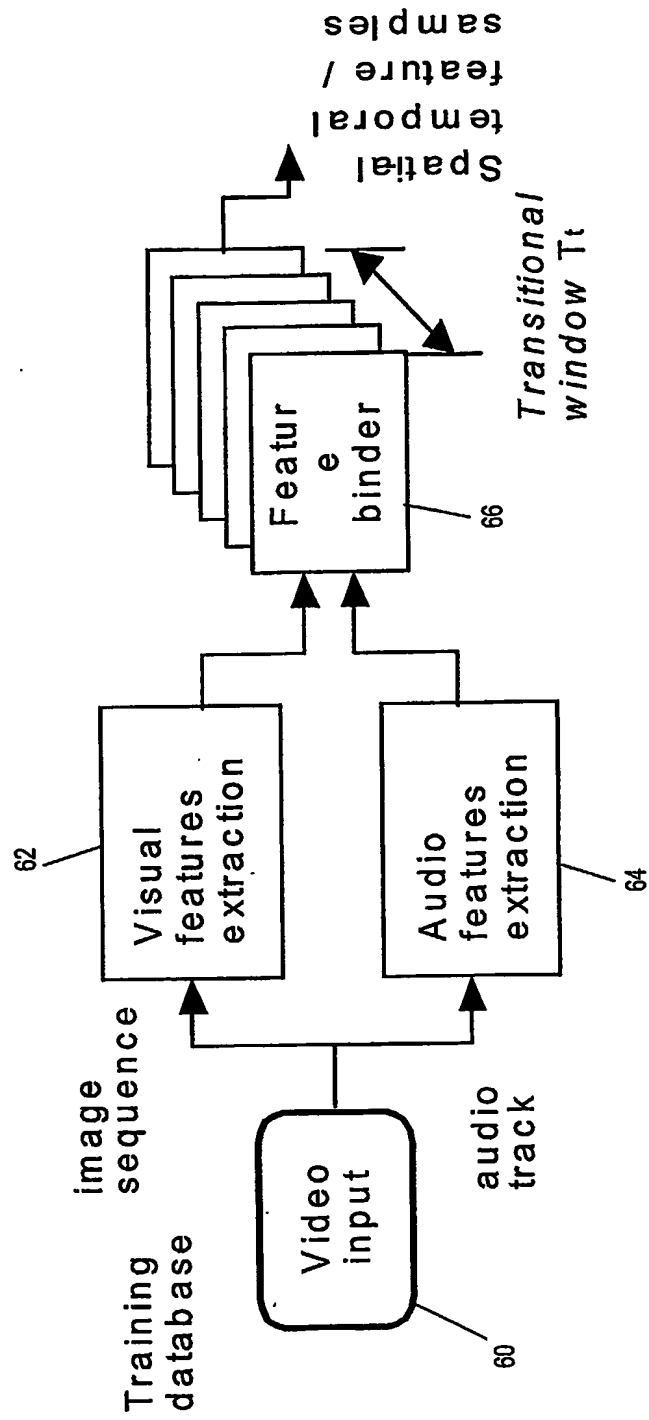 Training
database
image
sequence
audio
track
Video
input
60
62
Visual
features
extraction
Audio
features
extraction
64
Featur
e
binder
66
Transitional
window Tt
Spatial
temporal
feature /
samples